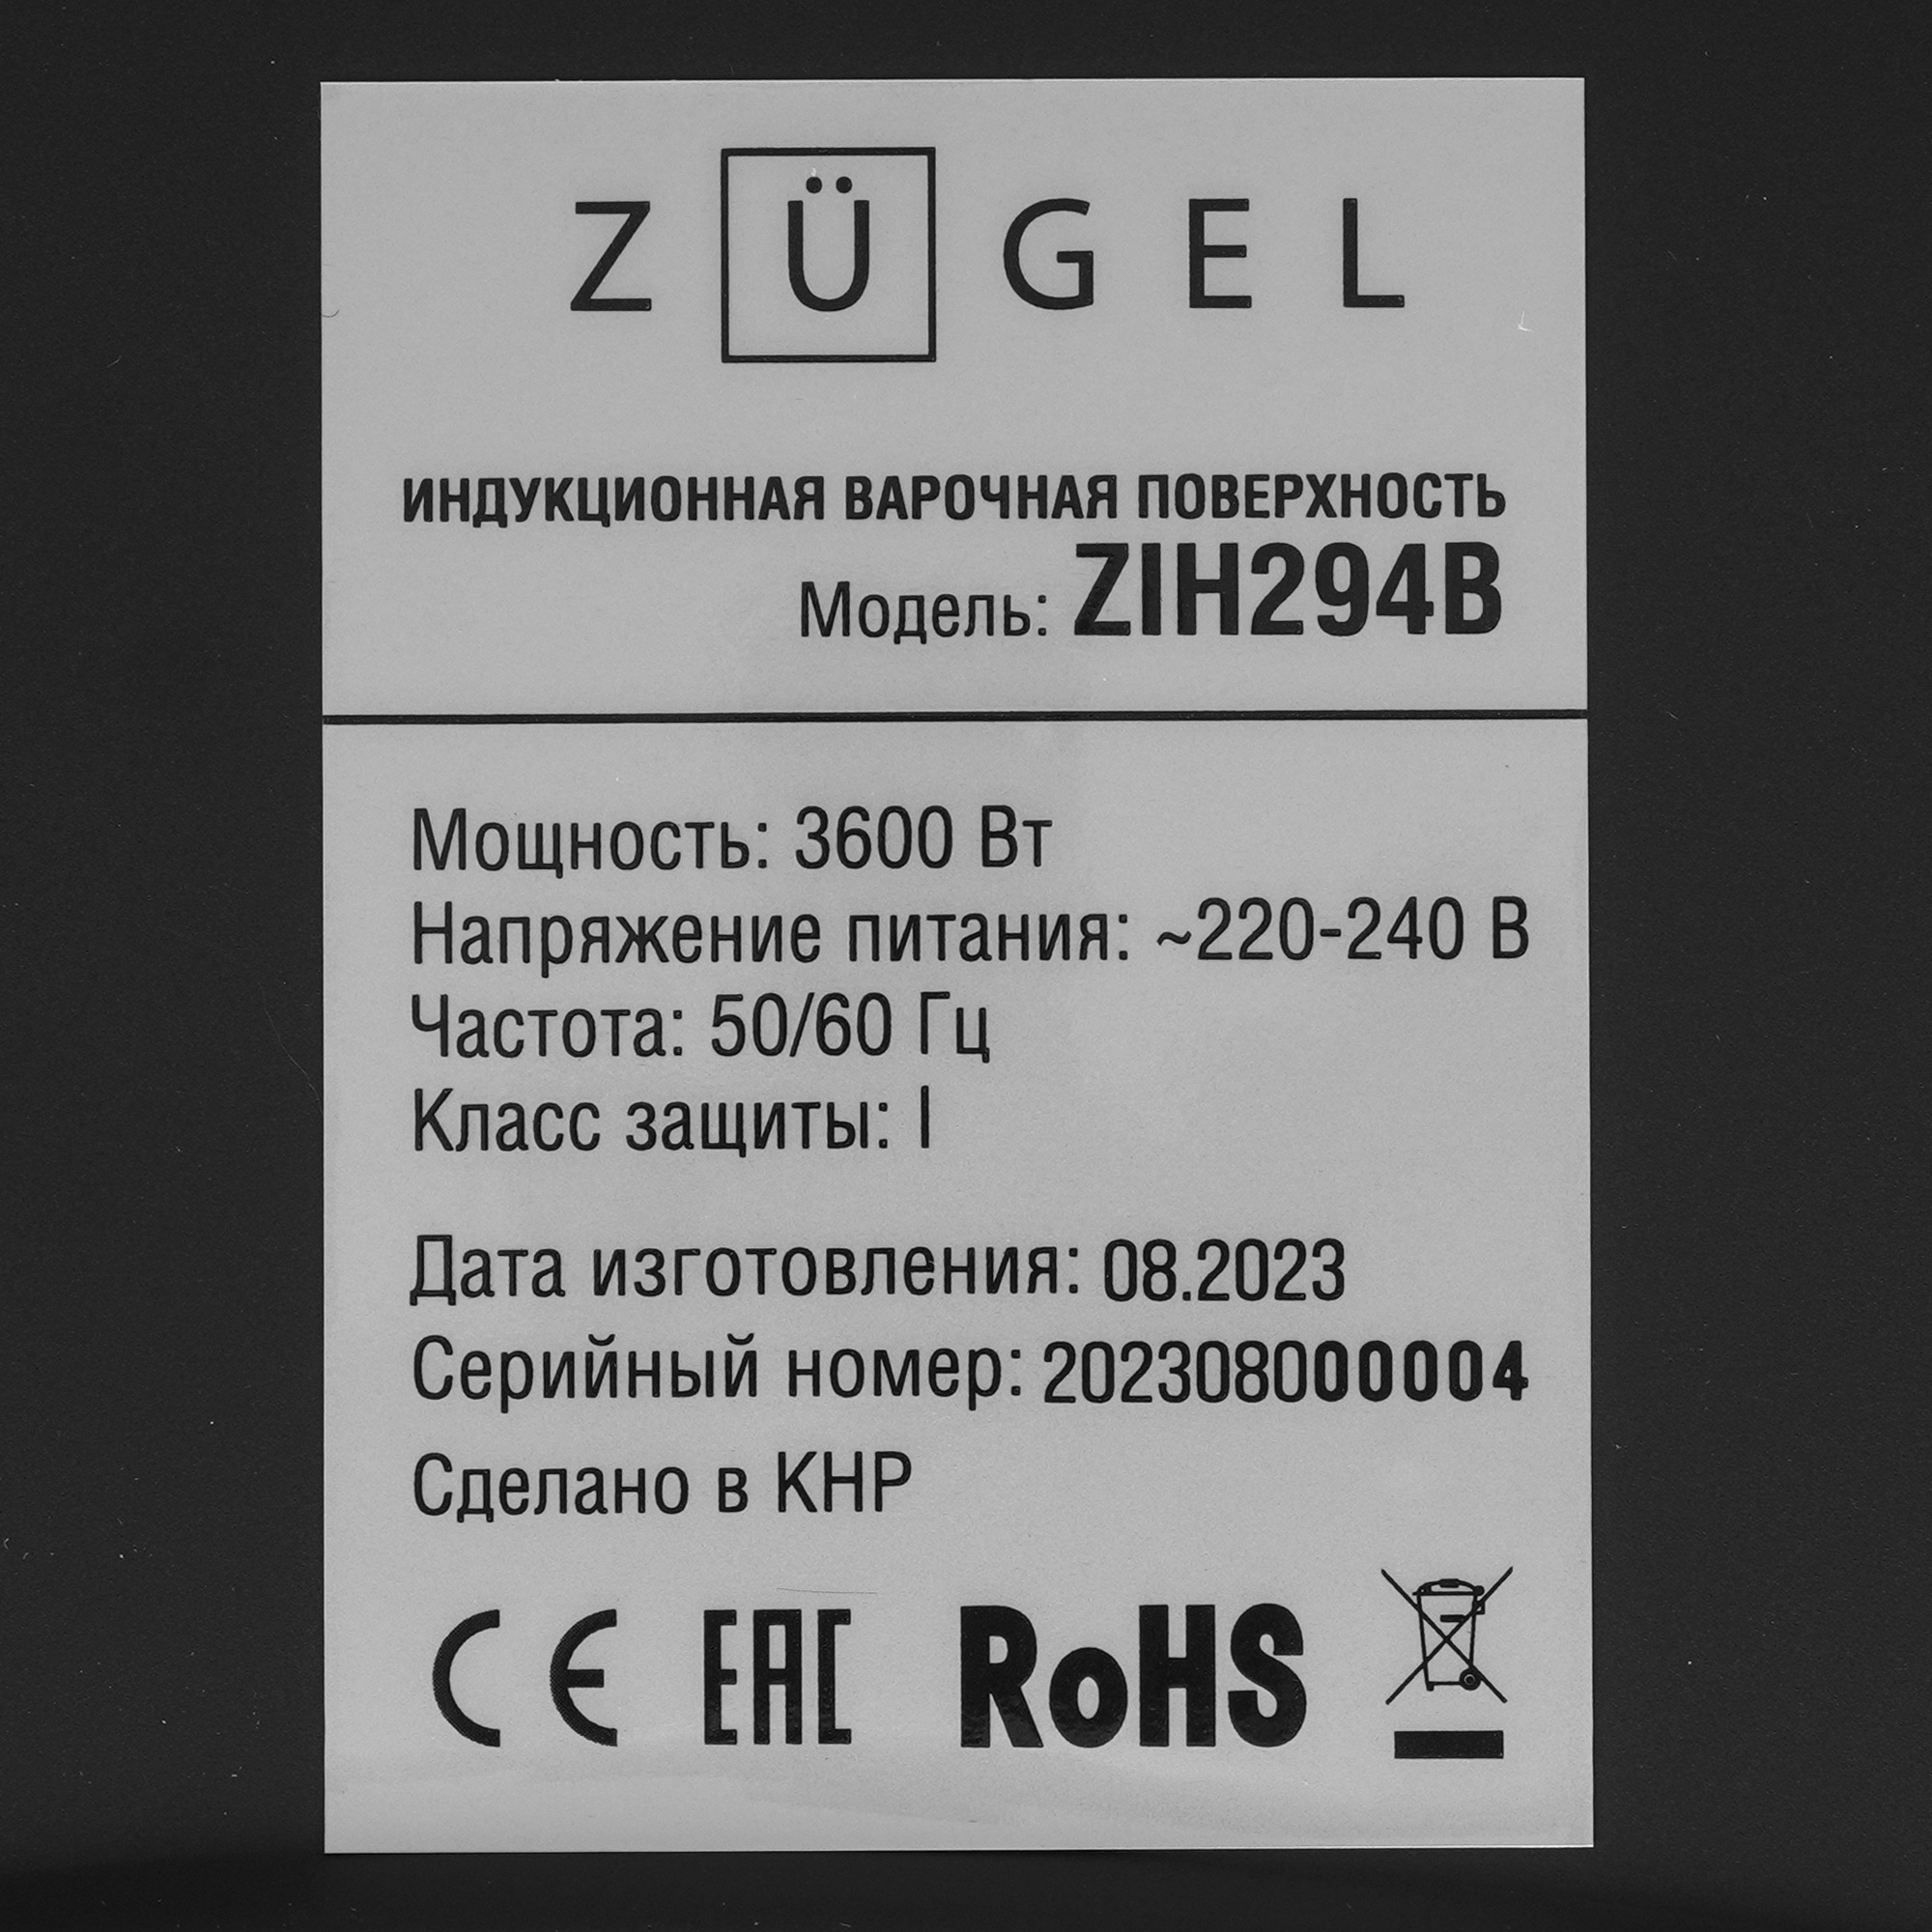 ZÜGEL
ИНДУКЦИОННАЯ ВАРОЧНАЯ ПОВЕРХНОСТЬ
Модель: ZIH294B
Мощность: 3600 Вт
Напряжение питания: ~220-240 В
Частота: 50/60 Гц
Класс защиты: I
Дата изготовления: 08.2023
Серийный номер: 202308000004
Сделано в КНР
CE EAC RoHS